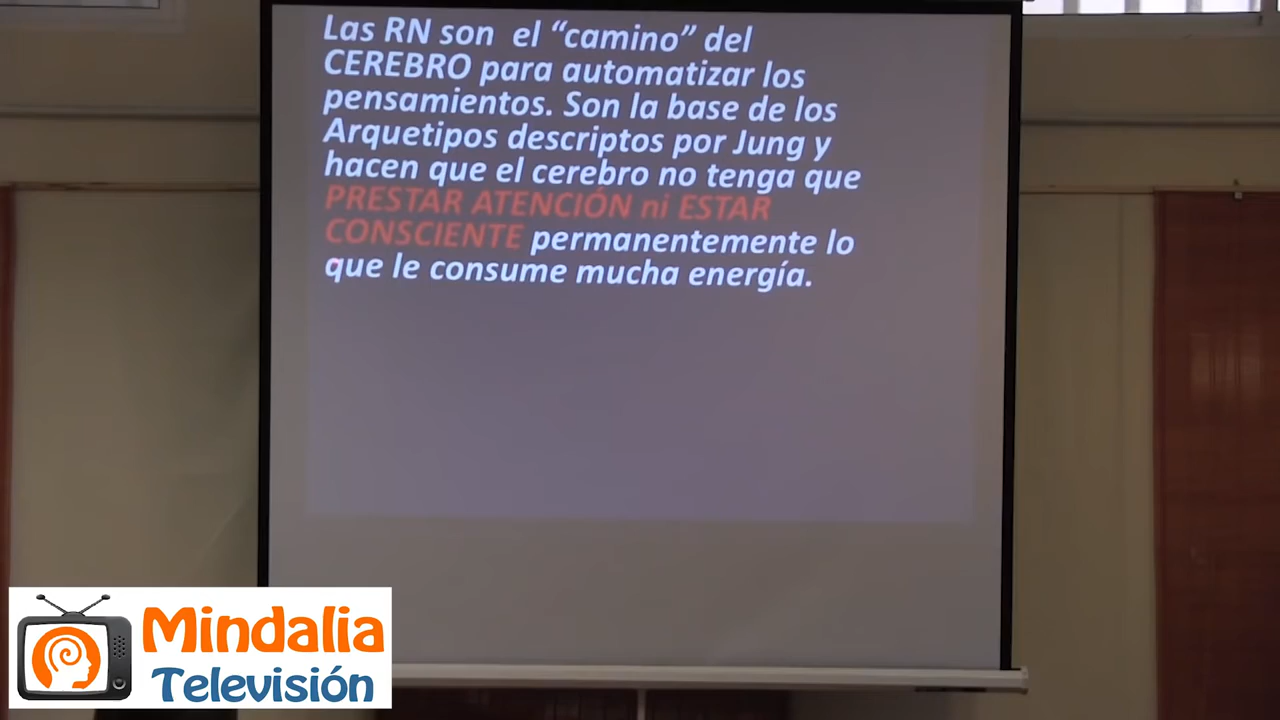 Las RN son el “camino” del
CEREBRO para automatizar los
pensamientos. Son la base de los
Arquetipos descriptos por Jung y
hacen que el cerebro no tenga que
PRESTAR ATENCIÓN ni ESTAR
CONSCIENTE permanentemente lo
que le consume mucha energía.
Mindalia
Televisión